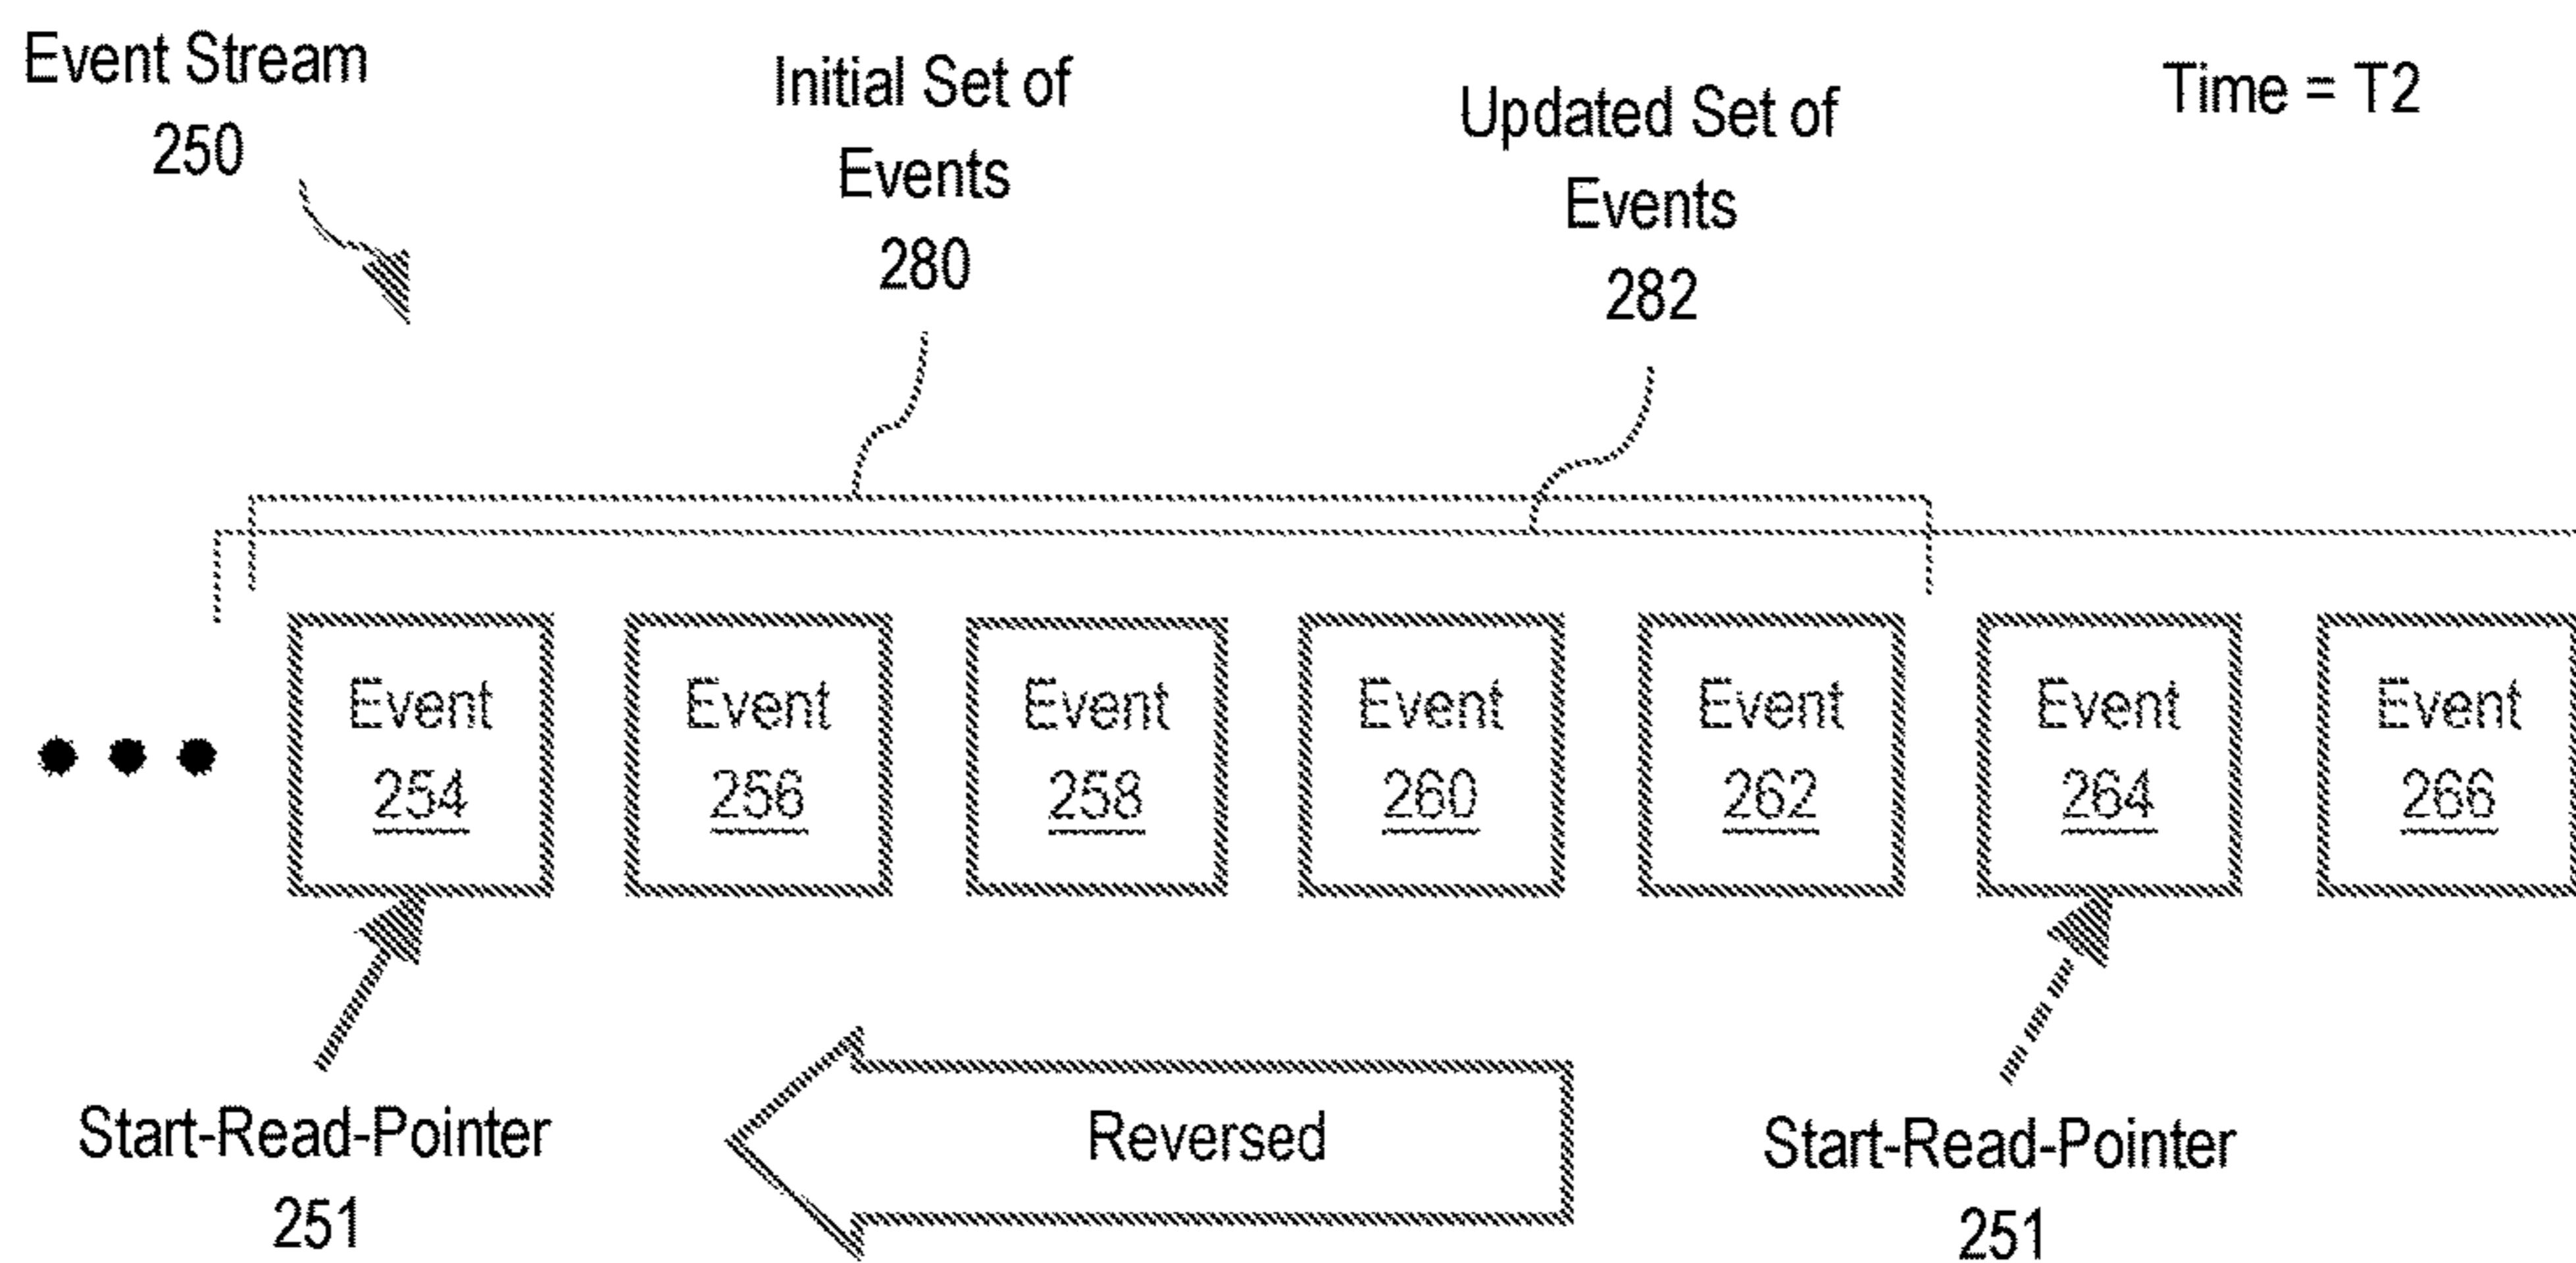 Event Stream
250
Initial Set of
Events
280
Updated Set of
Events
282
Time = T2
Event
254
Event
256
Event
258
Event
260
Event
262
Event
264
Event
266
Start-Read-Pointer
251
Reversed
Start-Read-Pointer
251